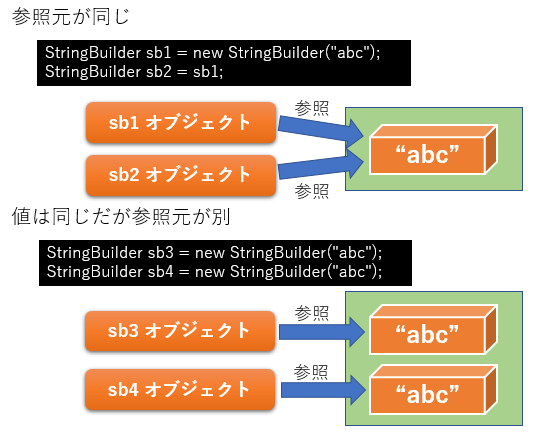 参照元が同じ
StringBuilder sb1 = new StringBuilder("abc");
StringBuilder sb2 = sb1;
sb1 オブジェクト
参照
“abc”
sb2 オブジェクト
参照
値は同じだが参照元が別
StringBuilder sb3 = new StringBuilder("abc");
StringBuilder sb4 = new StringBuilder("abc");
sb3 オブジェクト
参照
“abc”
sb4 オブジェクト
参照
“abc”